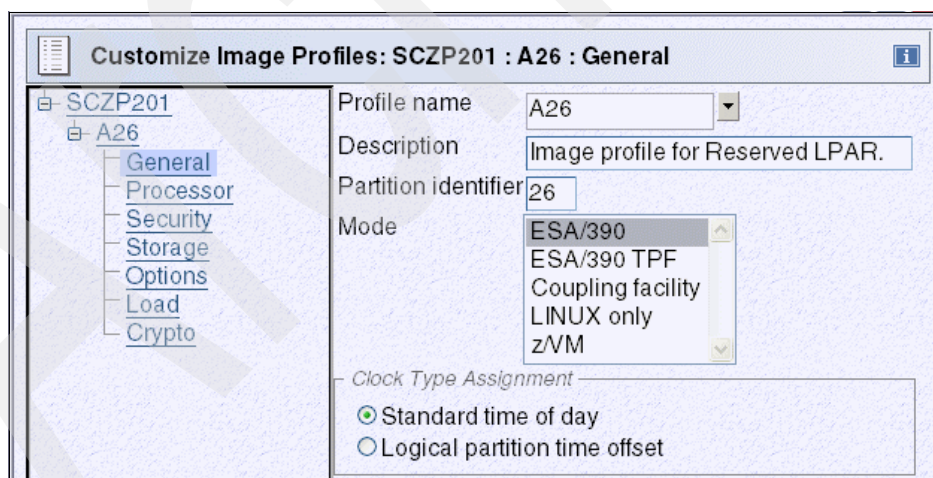 Customize Image Profiles: SCZP201 : A26 : General
i
SCZP201
A26
General
Processor
Security
Storage
Options
Load
Crypto
Profile name
A26
Description
Image profile for Reserved LPAR.
Partition identifier
26
Mode
ESA/390
ESA/390 TPF
Coupling facility
LINUX only
z/VM
Clock Type Assignment
Standard time of day
Logical partition time offset